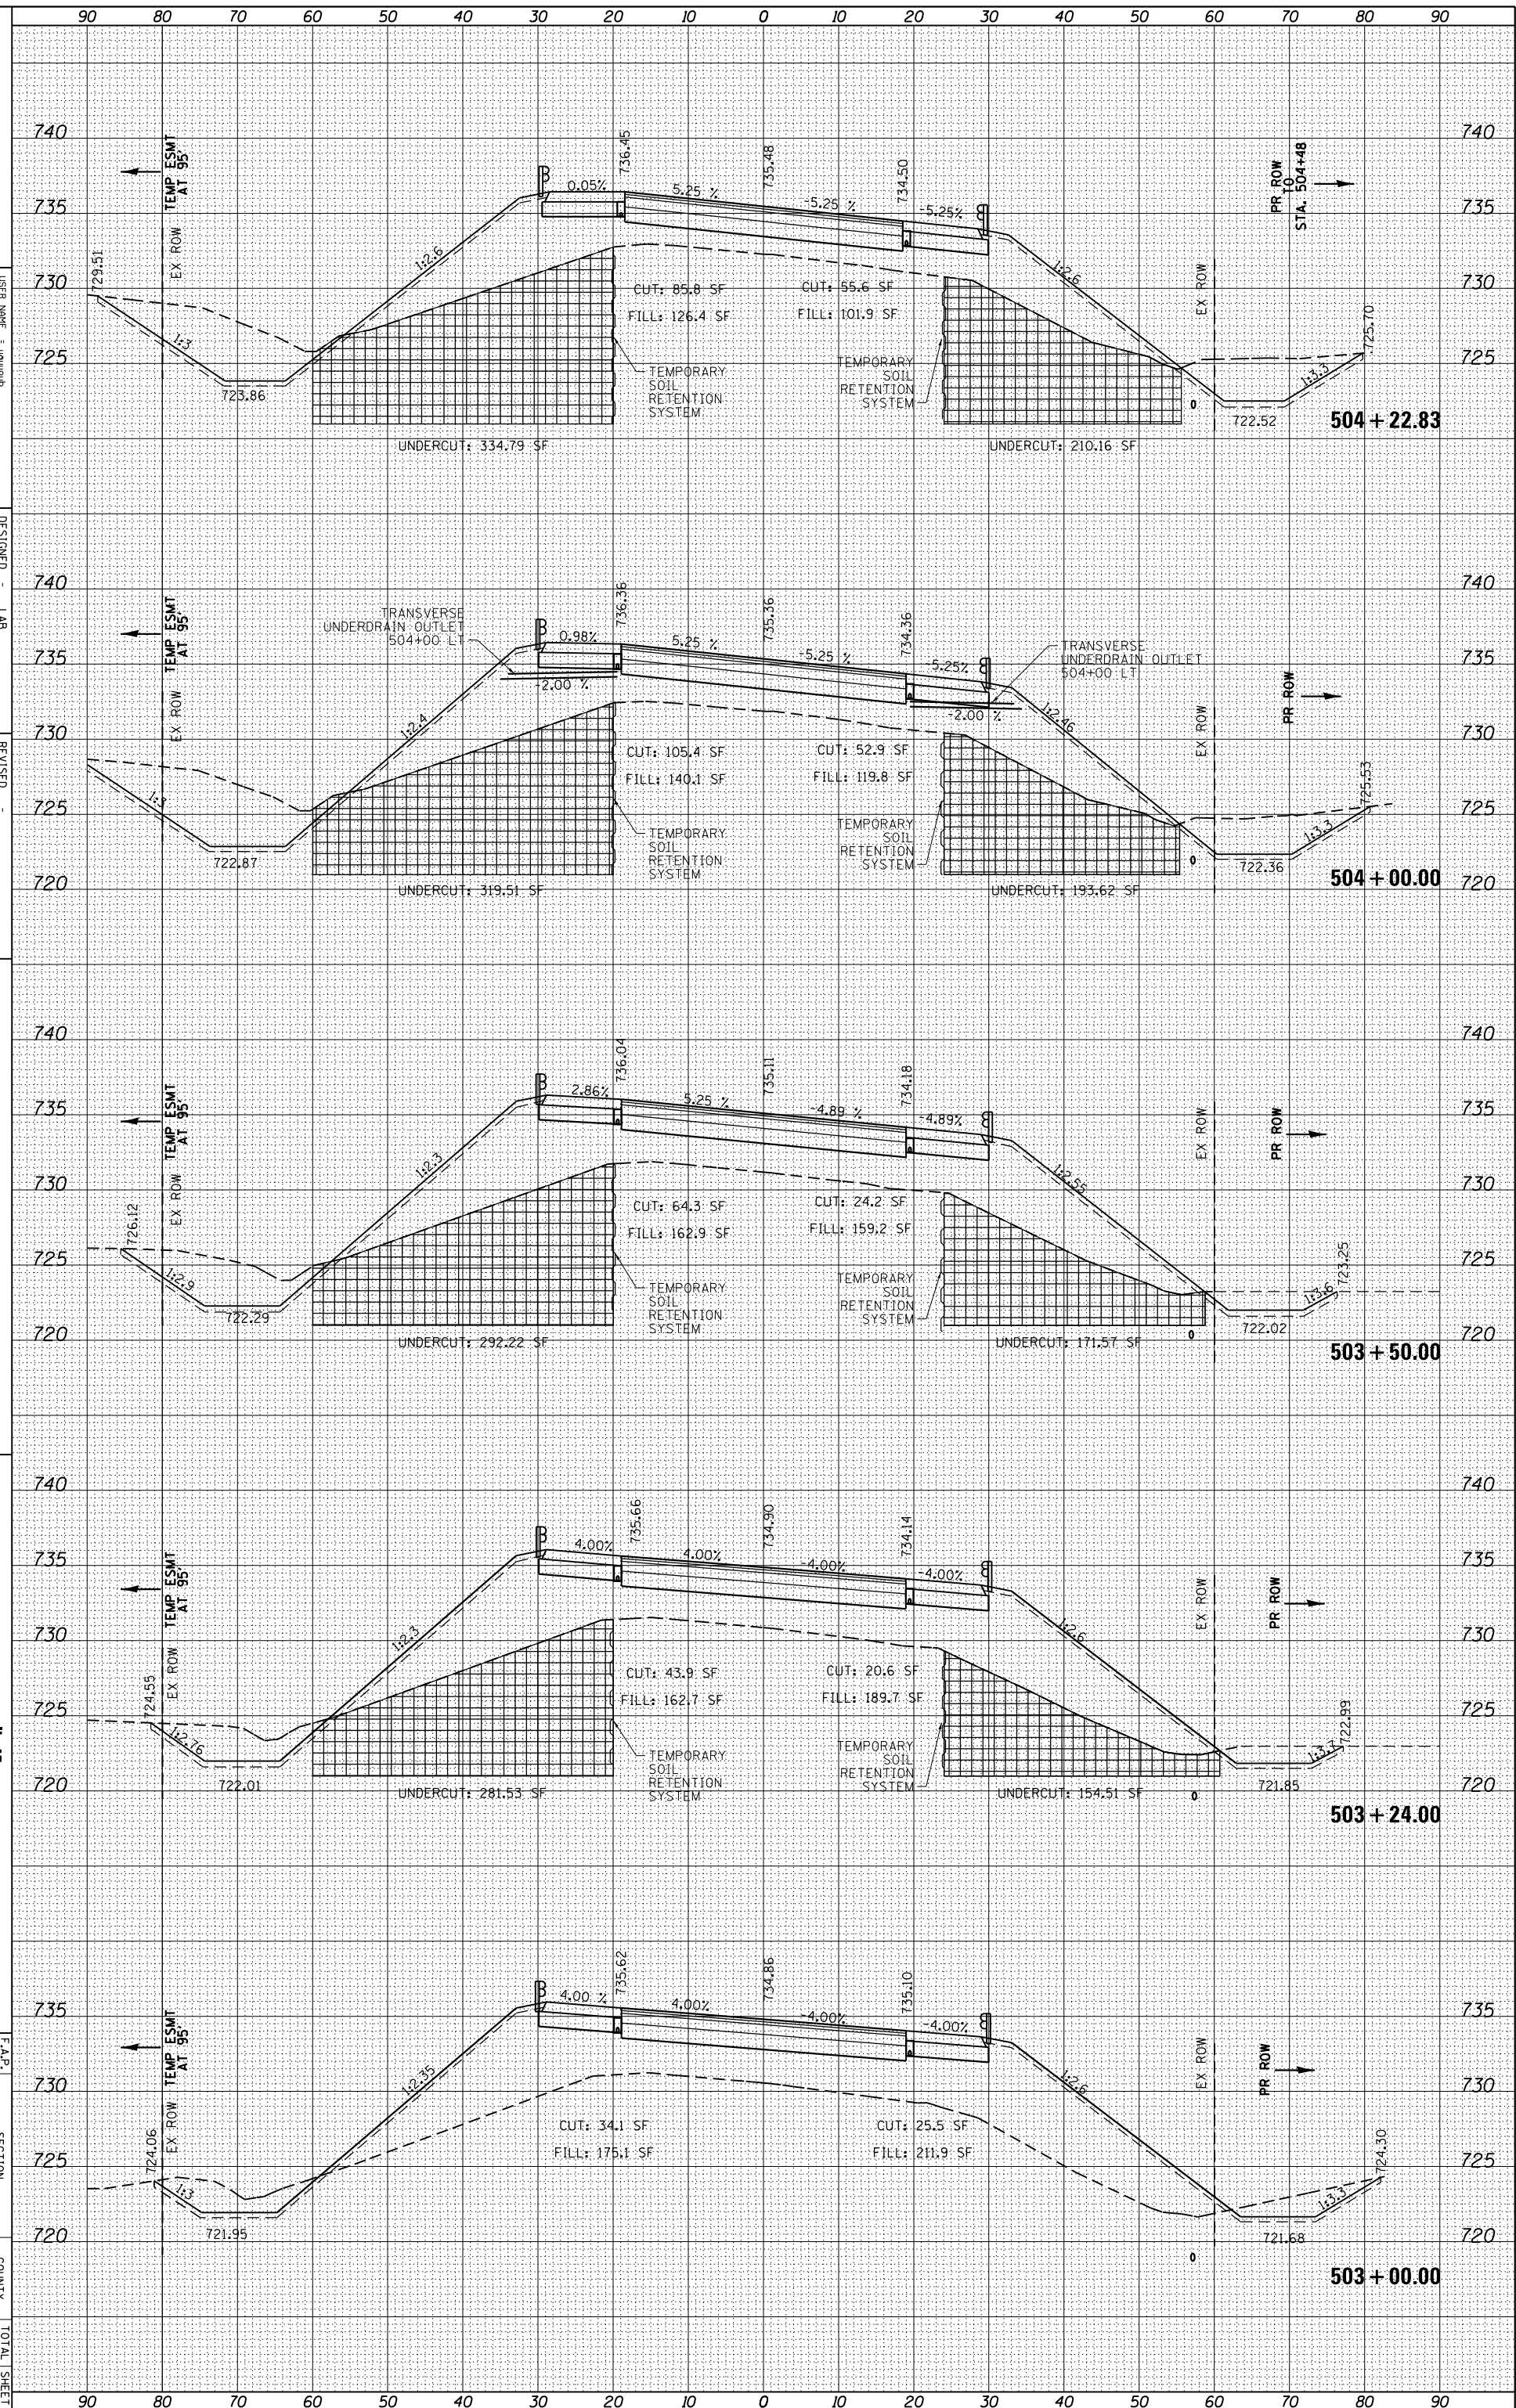 90 80 70 60 50 40 30 20 10 0 10 20 30 40 50 60 70 80 90
740 740
TEMP ESMT
AT 95'
EX ROW
729.51
736.45
735.48
734.50
0.05% 5.25 % -5.25 % -5.25%
PR ROW
TO
STA. 504+48
735 735
1:2.6 1:2.6
EX ROW
730 730
CUT: 85.8 SF
FILL: 126.4 SF
CUT: 55.6 SF
FILL: 101.9 SF
725.70
725 725
1:3 1:3.3
TEMPORARY
SOIL
RETENTION
SYSTEM
TEMPORARY
SOIL
RETENTION
SYSTEM
723.86
722.52
504 + 22.83
UNDERCUT: 334.79 SF
UNDERCUT: 210.16 SF
740 740
TEMP ESMT
AT 95'
EX ROW
TRANSVERSE
UNDERDRAIN OUTLET
504+00 LT
736.36
735.36
734.36
0.98% 5.25 % -5.25 % -5.25%
TRANSVERSE
UNDERDRAIN OUTLET
504+00 LT
735 735
-2.00 % -2.00 %
PR ROW
EX ROW
1:2.4 1:2.46
730 730
CUT: 105.4 SF
FILL: 140.1 SF
CUT: 52.9 SF
FILL: 119.8 SF
725.53
725 725
1:3 1:3.3
TEMPORARY
SOIL
RETENTION
SYSTEM
TEMPORARY
SOIL
RETENTION
SYSTEM
722.87
722.36
504 + 00.00
720 720
UNDERCUT: 319.51 SF
UNDERCUT: 193.62 SF
740 740
TEMP ESMT
AT 95'
EX ROW
736.04
735.11
734.18
2.86% 5.25 % -4.89 % -4.89%
735 735
EX ROW
PR ROW
1:2.3 1:2.55
730 730
726.12
CUT: 64.3 SF
FILL: 162.9 SF
CUT: 24.2 SF
FILL: 159.2 SF
723.25
725 725
1:2.9 1:3.6
TEMPORARY
SOIL
RETENTION
SYSTEM
TEMPORARY
SOIL
RETENTION
SYSTEM
722.29
722.02
720 720
UNDERCUT: 292.22 SF
UNDERCUT: 171.57 SF
503 + 50.00
740 740
TEMP ESMT
AT 95'
EX ROW
735.66
734.90
734.14
4.00% 4.00% -4.00% -4.00%
735 735
EX ROW
PR ROW
1:2.3 1:2.6
730 730
724.55
CUT: 43.9 SF
FILL: 162.7 SF
CUT: 20.6 SF
FILL: 189.7 SF
722.99
725 725
1:2.76 1:3.7
TEMPORARY
SOIL
RETENTION
SYSTEM
TEMPORARY
SOIL
RETENTION
SYSTEM
722.01
721.85
720 720
UNDERCUT: 281.53 SF
UNDERCUT: 154.51 SF
503 + 24.00
TEMP ESMT
AT 95'
EX ROW
735.62
734.86
735.10
4.00 % 4.00% -4.00% -4.00%
735 735
EX ROW
PR ROW
1:2.35 1:2.6
730 730
724.06
CUT: 34.1 SF
FILL: 175.1 SF
CUT: 25.5 SF
FILL: 211.9 SF
724.30
725 725
1:3 1:3.3
721.95
721.68
720 720
503 + 00.00
90 80 70 60 50 40 30 20 10 0 10 20 30 40 50 60 70 80 90
DESIGNED - LAB
REVISED -
TOTAL
SHEET